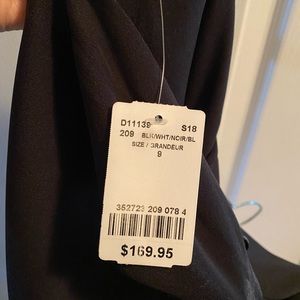 D11139 S18
209 BLK/WHT/NOIR/BL
SIZE / GRANDEUR
9
352723 209 078 4
$169.95